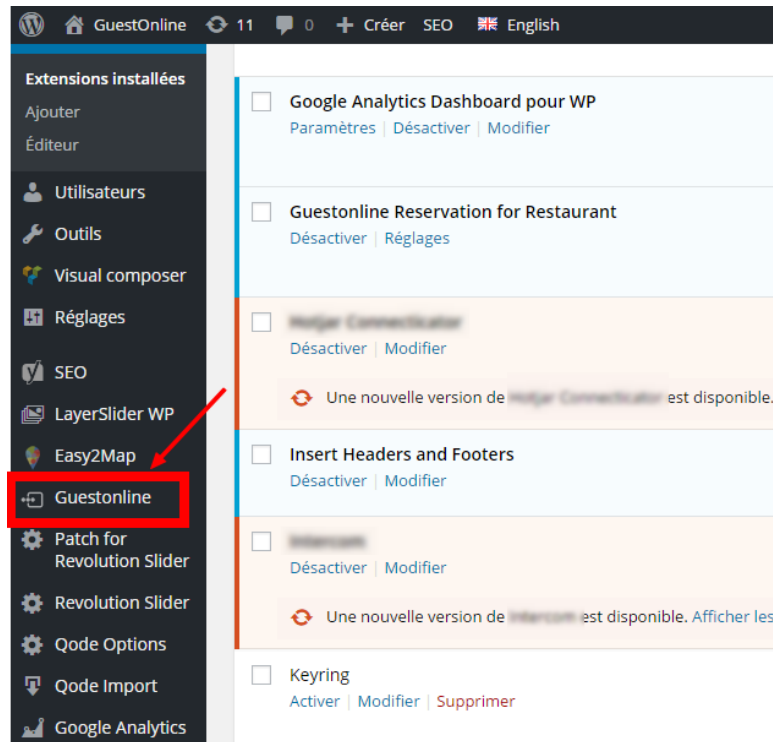 GuestOnline 11 0 Créer SEO English
Extensions installées
Ajouter
Éditeur
Utilisateurs
Outils
Visual composer
Réglages
SEO
LayerSlider WP
Easy2Map
Guestonline
Patch for
Revolution Slider
Revolution Slider
Qode Options
Qode Import
Google Analytics
Google Analytics Dashboard pour WP
Paramètres | Désactiver | Modifier
Guestonline Reservation for Restaurant
Désactiver | Réglages
Désactiver | Modifier
Une nouvelle version de est disponible.
Insert Headers and Footers
Désactiver | Modifier
Désactiver | Modifier
Une nouvelle version de est disponible. Afficher les
Keyring
Activer | Modifier | Supprimer